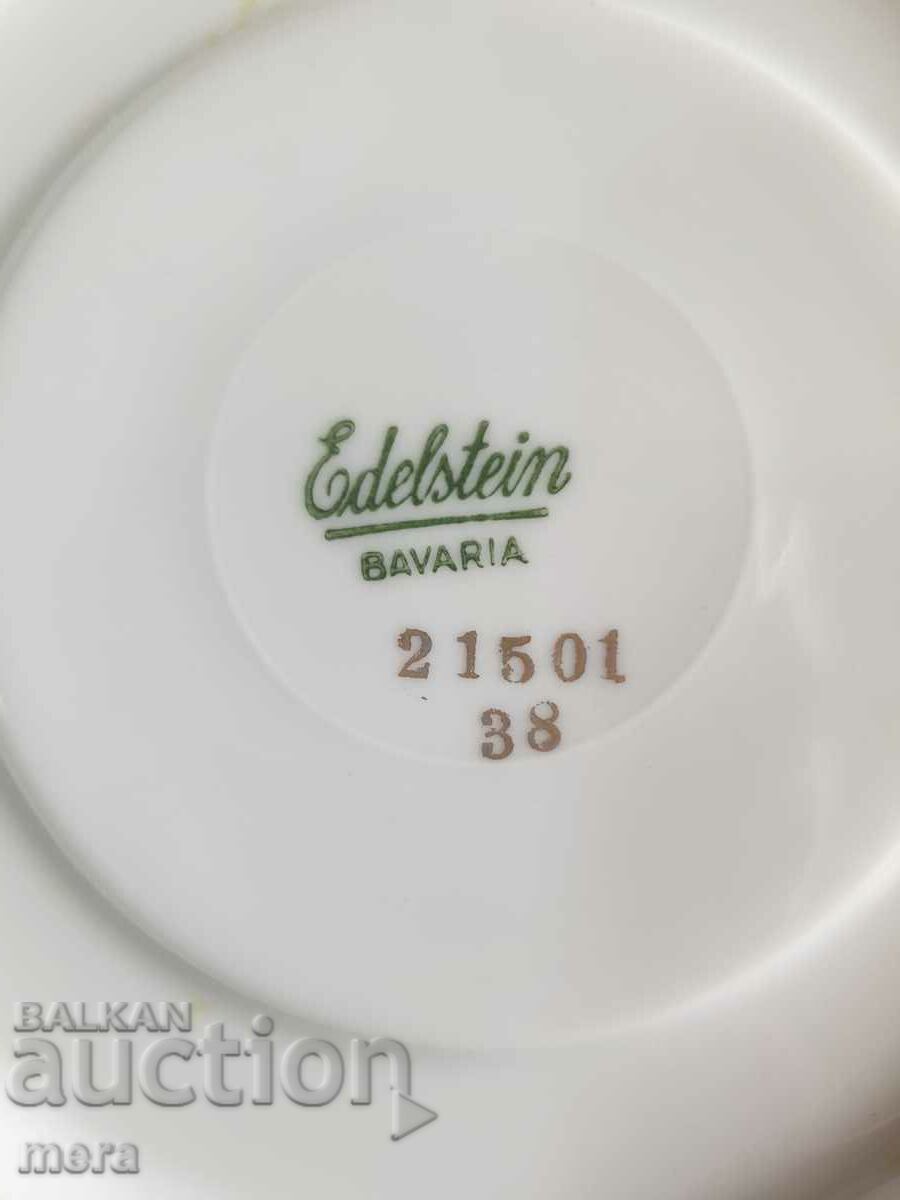 Edelstein
BAVARIA
21501
38
BALKAN
auction
mera